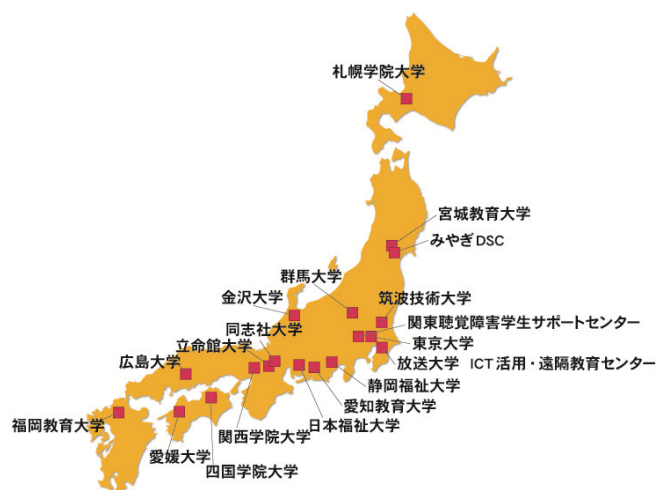 札幌学院大学
宮城教育大学
みやぎDSC
群馬大学
金沢大学
筑波技術大学
関東聴覚障害学生サポートセンター
同志社大学
東京大学
立命館大学
放送大学 ICT活用・遠隔教育センター
広島大学
静岡福祉大学
愛知教育大学
福岡教育大学
関西学院大学
日本福祉大学
愛媛大学
四国学院大学